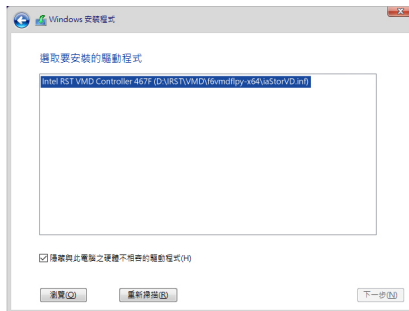 Windows 安裝程式
選取要安裝的驅動程式
Intel RST VMD Controller 467F (D:\IRST\VMD\f6vmdflpy-x64\iaStorVD.inf)
隱藏與此電腦之硬體不相容的驅動程式(H)
瀏覽(O)
重新掃描(R)
下一步(N)